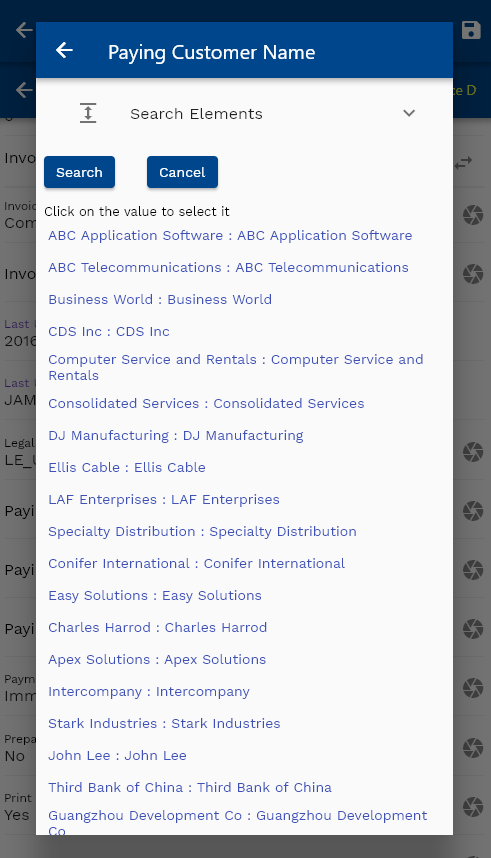 Paying Customer Name
te D
Search Elements
Search
Cancel
Click on the value to select it
ABC Application Software : ABC Application Software
ABC Telecommunications : ABC Telecommunications
Business World : Business World
CDS Inc : CDS Inc
Computer Service and Rentals : Computer Service and
Rentals
Consolidated Services : Consolidated Services
DJ Manufacturing : DJ Manufacturing
Ellis Cable : Ellis Cable
LAF Enterprises : LAF Enterprises
Specialty Distribution : Specialty Distribution
Conifer International : Conifer International
Easy Solutions : Easy Solutions
Charles Harrod : Charles Harrod
Apex Solutions : Apex Solutions
Intercompany : Intercompany
Stark Industries : Stark Industries
John Lee : John Lee
Third Bank of China : Third Bank of China
Guangzhou Development Co : Guangzhou Development
Co
Invo
Invoic
Com
Invo
Last
2016
Last
JAM
Legal
LE_
Payi
Payi
Payi
Paym
Imm
Prepa
No
Print
Yes